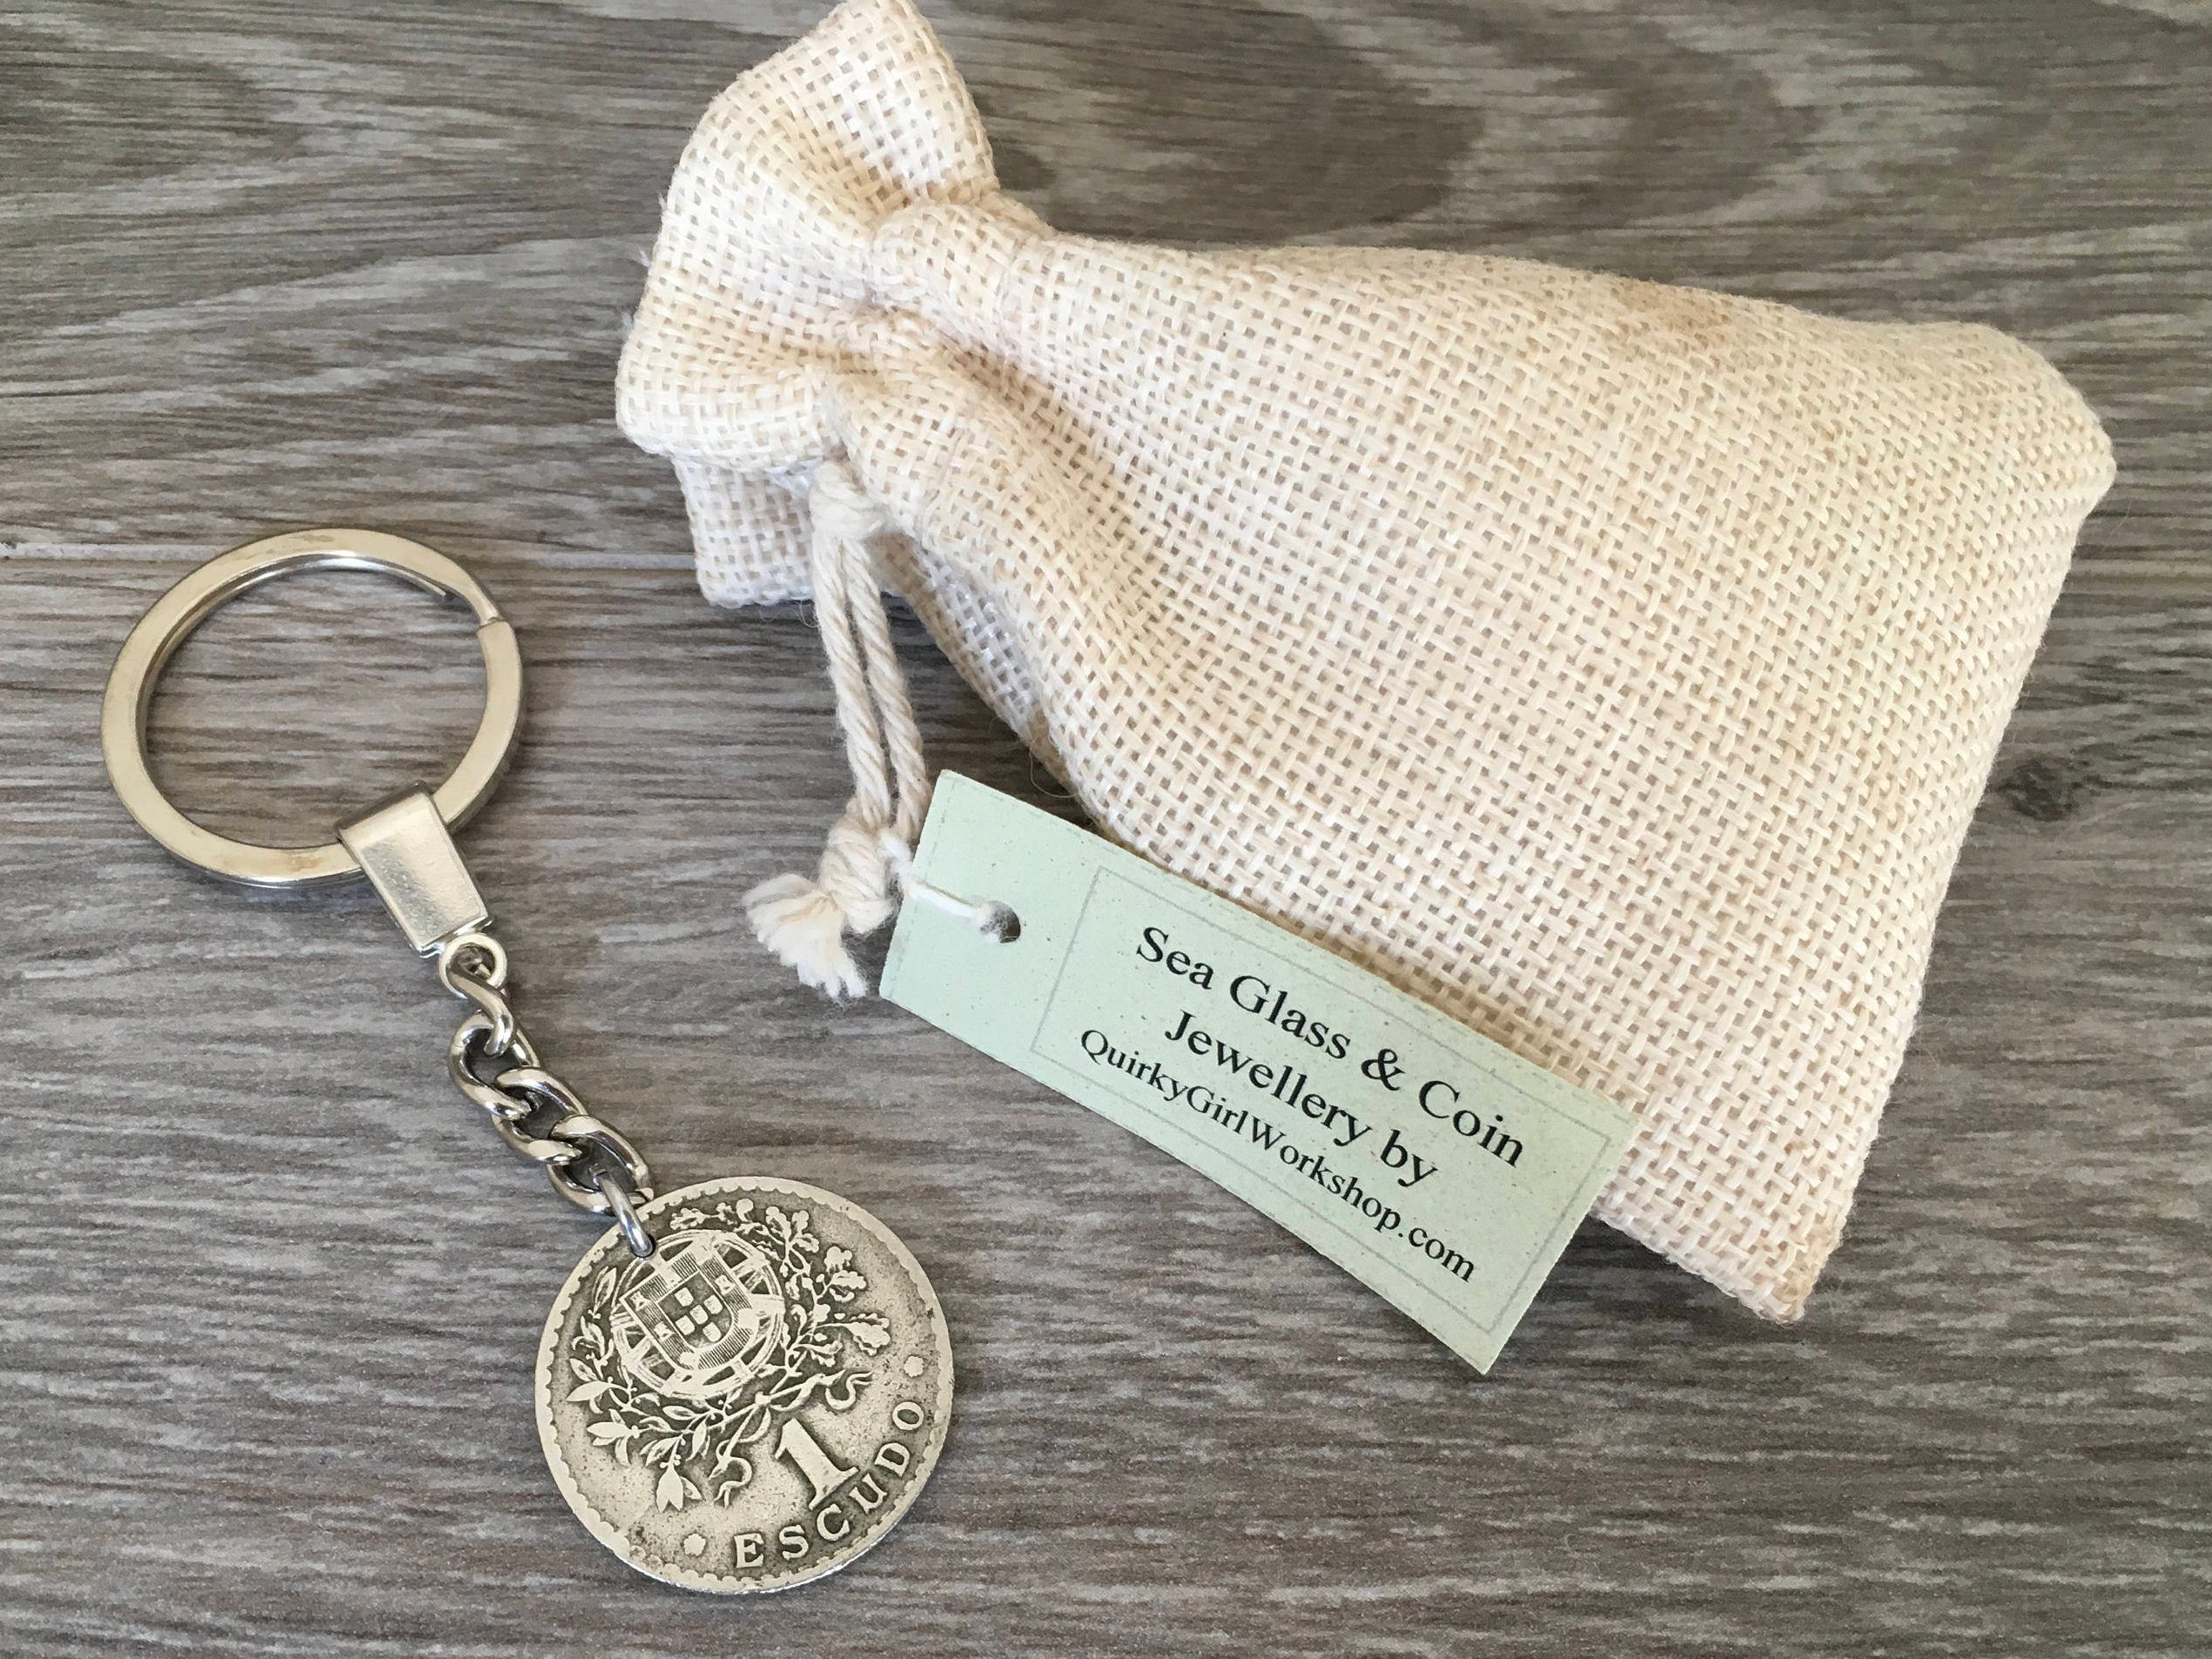 Sea Glass & Coin
Jewellery by
QuirkyGirlWorkshop.com
1
ESCUDO